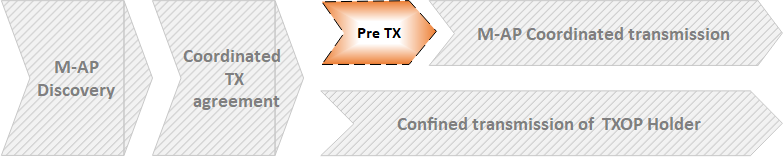 M-AP
Discovery
Coordinated
TX
agreement
Pre TX
M-AP Coordinated transmission
Confined transmission of TXOP Holder